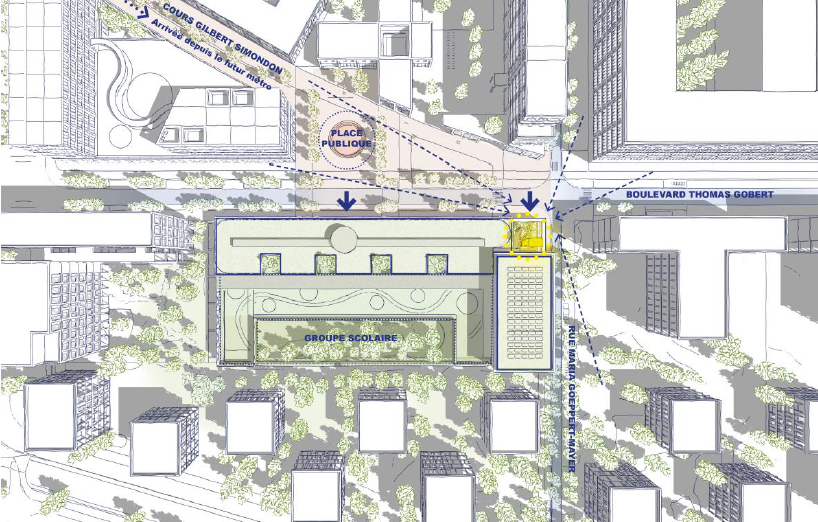 COURS GILBERT SIMONDON
Arrivée depuis le futur métro
PLACE
PUBLIQUE
BOULEVARD THOMAS GOBERT
GROUPE SCOLAIRE
RUE MARIA GOEPPERT-MAYER